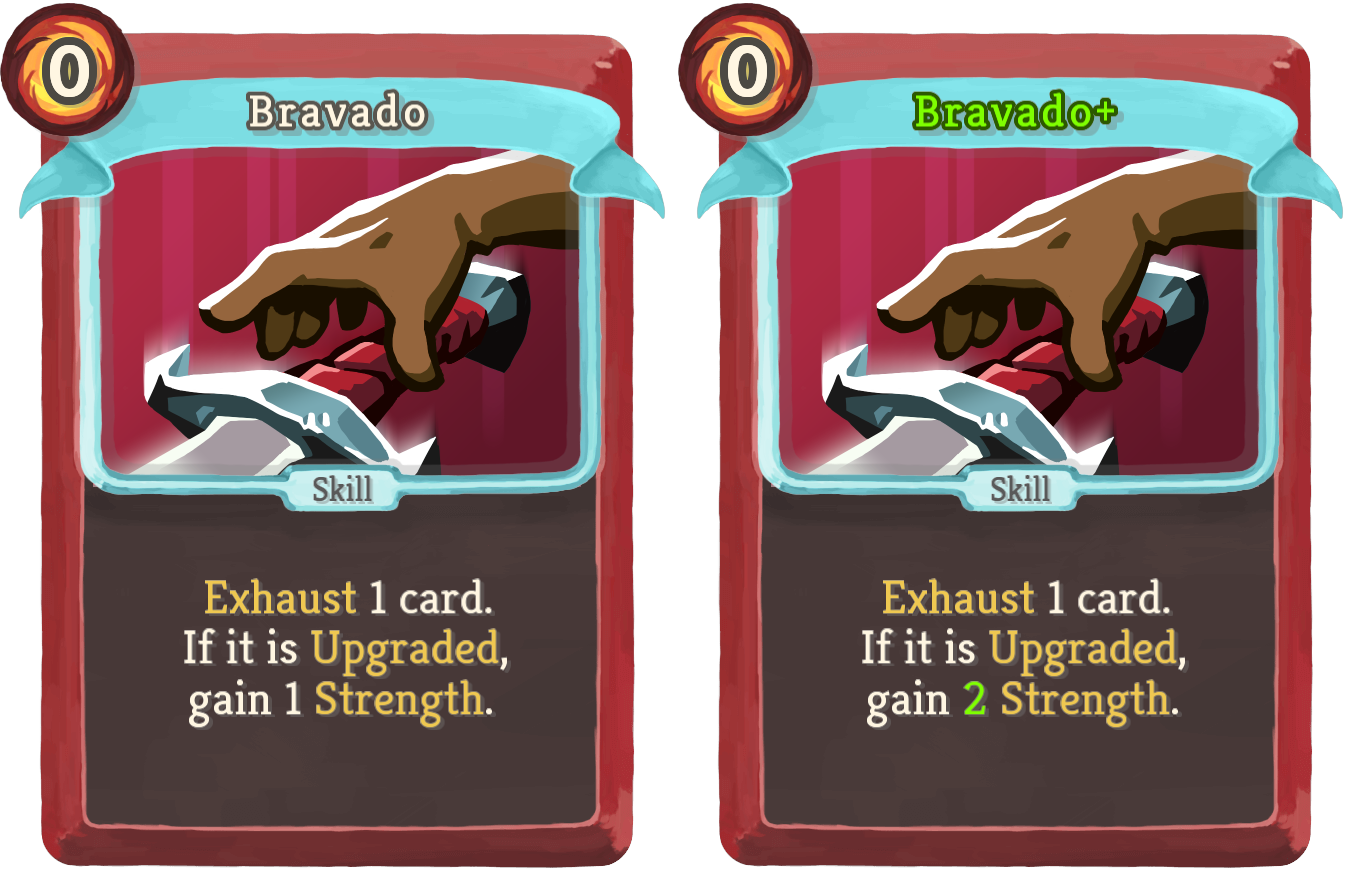 0
Bravado
Skill
Exhaust 1 card.
If it is Upgraded,
gain 1 Strength.
0
Bravado+
Skill
Exhaust 1 card.
If it is Upgraded,
gain 2 Strength.